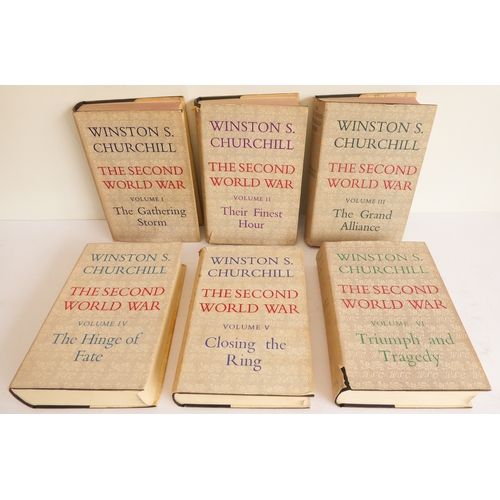 WINSTON S.
CHURCHILL
THE SECOND
WORLD WAR
VOLUME I
The Gathering
Storm
WINSTON S.
CHURCHILL
THE SECOND
WORLD WAR
VOLUME II
Their Finest
Hour
WINSTON S.
CHURCHILL
THE SECOND
WORLD WAR
VOLUME III
The Grand
Alliance
WINSTON S.
CHURCHILL
THE SECOND
WORLD WAR
VOLUME IV
The Hinge of
Fate
WINSTON S.
CHURCHILL
THE SECOND
WORLD WAR
VOLUME V
Closing the
Ring
WINSTON S.
CHURCHILL
THE SECOND
WORLD WAR
VOLUME VI
Triumph and
Tragedy